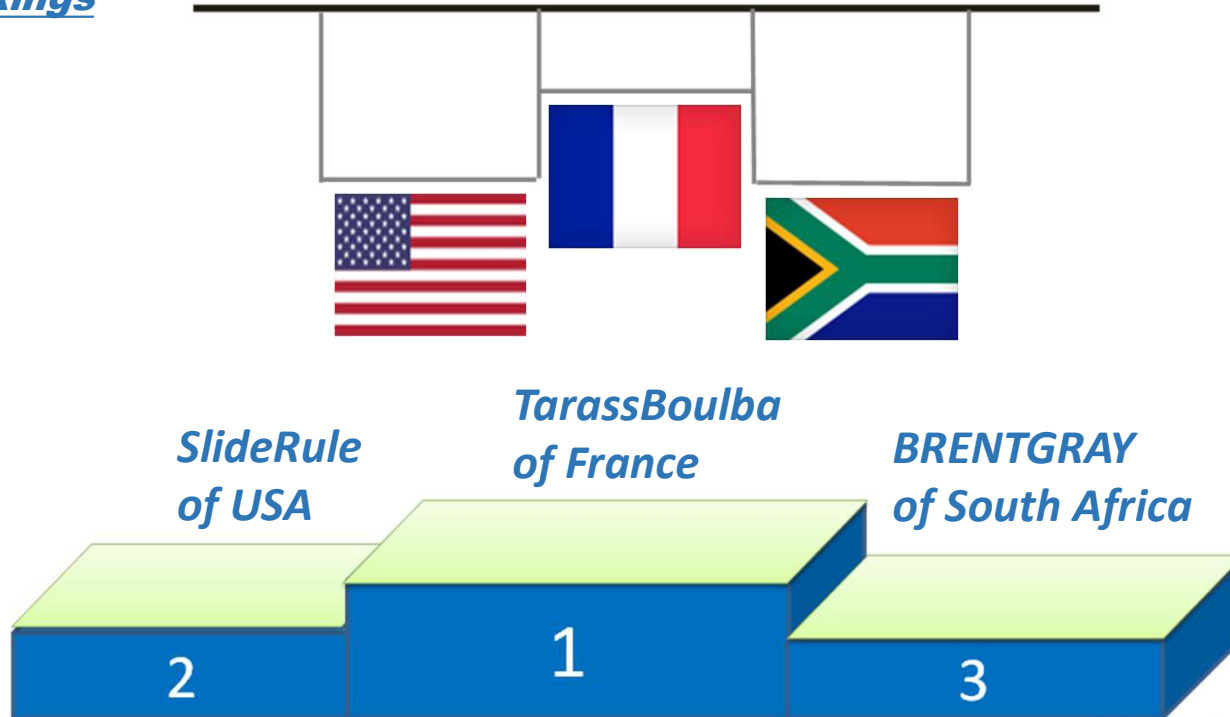 TarassBoulba
of France
SlideRule
of USA
BRENTGRAY
of South Africa
1
2
3